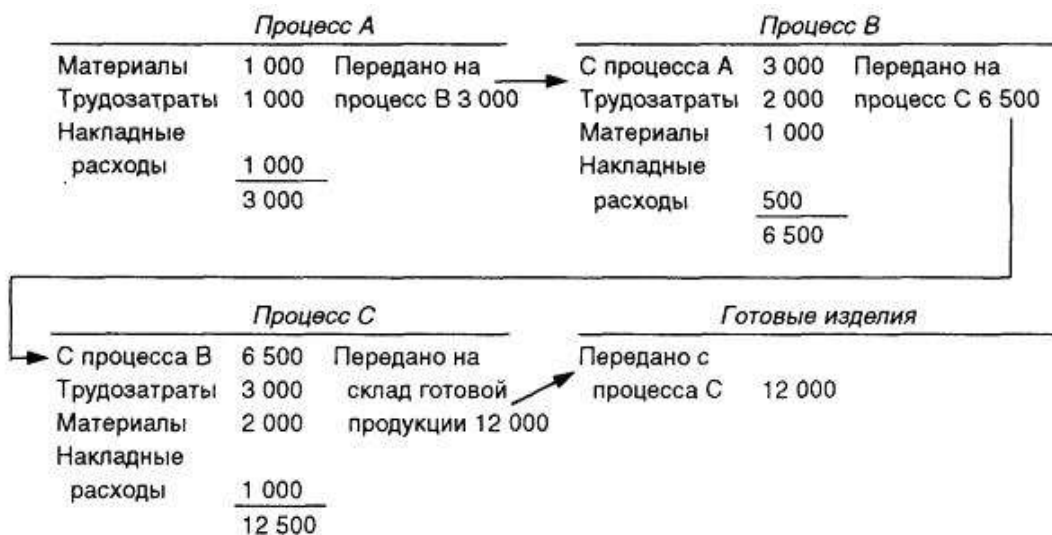 Процесс A
Материалы 1 000 Передано на
Трудозатраты 1 000 процесс B 3 000
Накладные
расходы 1 000
3 000
Процесс B
С процесса A 3 000 Передано на
Трудозатраты 2 000 процесс C 6 500
Материалы 1 000
Накладные
расходы 500
6 500
Процесс C
С процесса B 6 500 Передано на
Трудозатраты 3 000 склад готовой
Материалы 2 000 продукции 12 000
Накладные
расходы 1 000
12 500
Готовые изделия
Передано с
процесса C 12 000